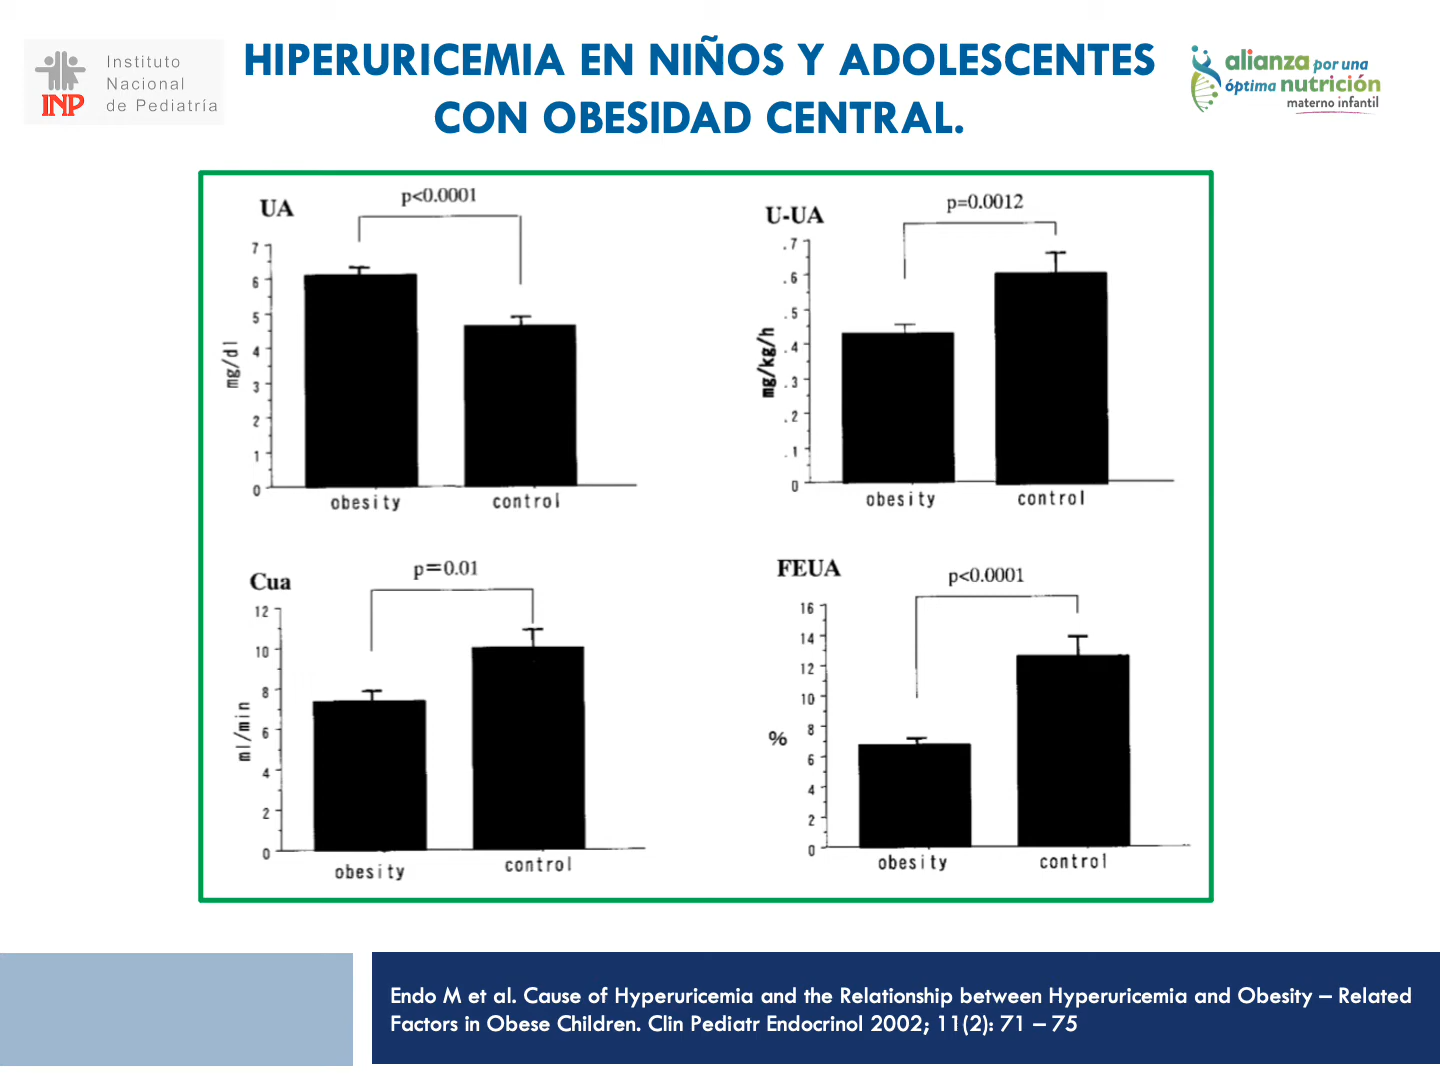 Instituto
Nacional
de Pediatría
INP
HIPERURICEMIA EN NIÑOS Y ADOLESCENTES
CON OBESIDAD CENTRAL.
alianza por una
óptima nutrición
materno infantil
UA
p<0.0001
7
6
5
4
3
2
1
0
mg/dl
obesity
control
U-UA
p=0.0012
.7
.6
.5
.4
.3
.2
.1
0
mg/kg/h
obesity
control
Cua
p=0.01
12
10
8
6
4
2
0
ml/min
obesity
control
FEUA
p<0.0001
16
14
12
10
8
6
4
2
0
%
obesity
control
Endo M et al. Cause of Hyperuricemia and the Relationship between Hyperuricemia and Obesity – Related
Factors in Obese Children. Clin Pediatr Endocrinol 2002; 11(2): 71 – 75